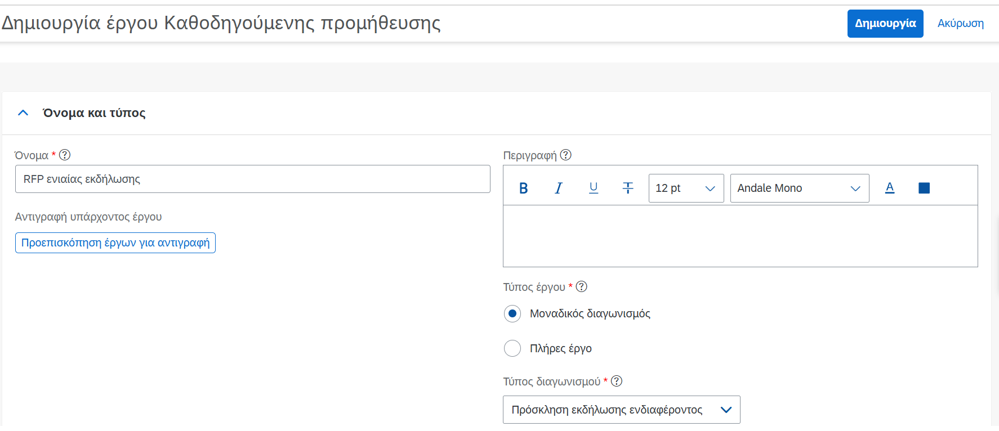 Δημιουργία έργου Καθοδηγούμενης προμήθευσης
Δημιουργία
Ακύρωση
Όνομα και τύπος
Όνομα *
RFP ενιαίας εκδήλωσης
Αντιγραφή υπάρχοντος έργου
Προεπισκόπηση έργων για αντιγραφή
Περιγραφή
B I U T 12 pt Andale Mono A
Τύπος έργου *
Μοναδικός διαγωνισμός
Πλήρες έργο
Τύπος διαγωνισμού *
Πρόσκληση εκδήλωσης ενδιαφέροντος